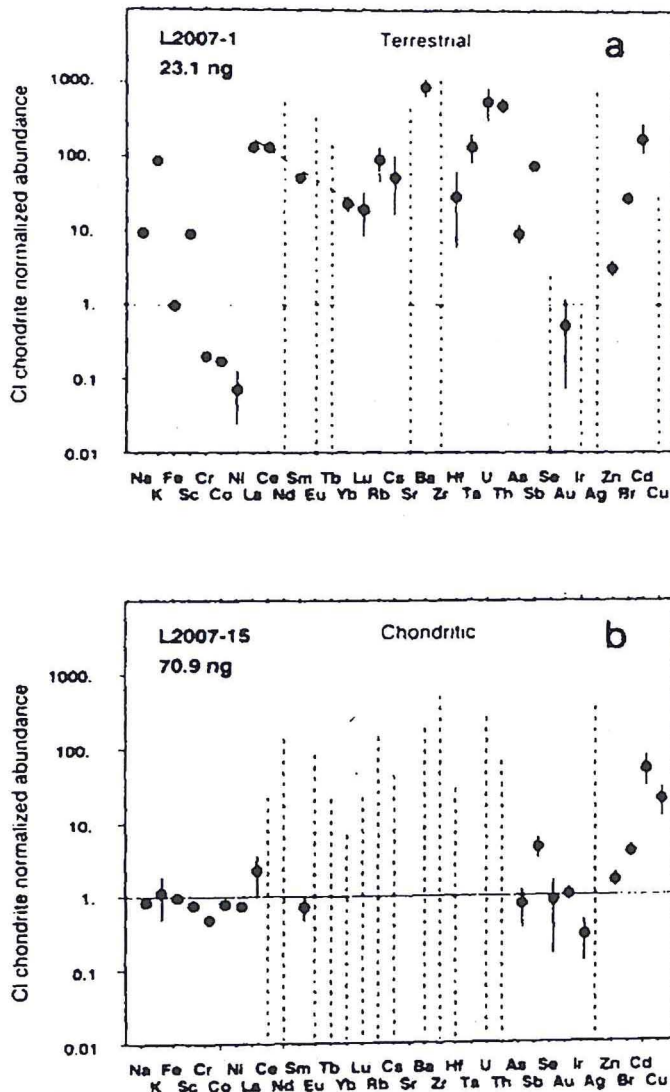 L2007-1 Terrestrial a
23.1 ng
CI chondrite normalized abundance
1000.
100.
10.
1.
0.1
0.01
Na Fe Cr Ni Ce Sm Tb Lu Cs Ba Hf U As Se Ir Zn Cd
K Sc Co La Nd Eu Yb Rb Sr Zr Ta Th Sb Au Ag Br Cu
L2007-15 Chondritic b
70.9 ng
CI chondrite normalized abundance
1000.
100.
10.
1.
0.1
0.01
Na Fe Cr Ni Ce Sm Tb Lu Cs Ba Hf U As Se Ir Zn Cd
K Sc Co La Nd Eu Yb Rb Sr Zr Ta Th Sb Au Ag Br Cu